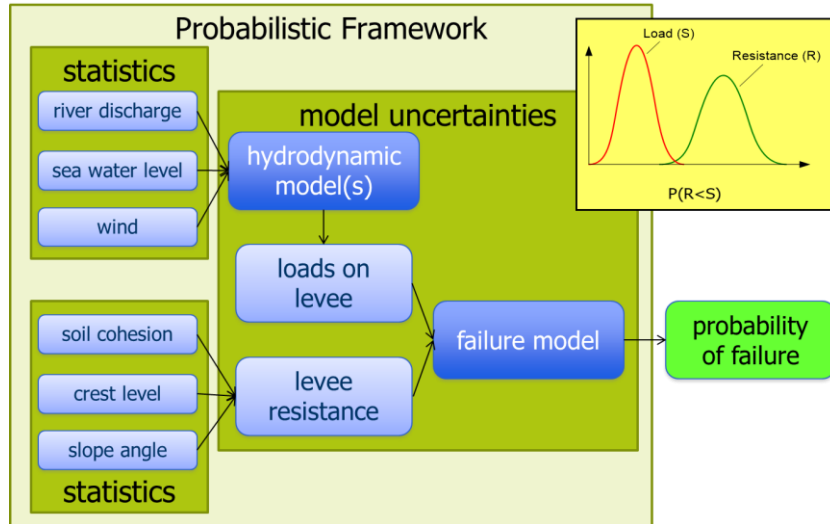 Probabilistic Framework
statistics
river discharge
sea water level
wind
model uncertainties
hydrodynamic
model(s)
loads on
levee
soil cohesion
crest level
slope angle
statistics
levee
resistance
failure model
probability
of failure
Load (S)
Resistance (R)
P(R<S)